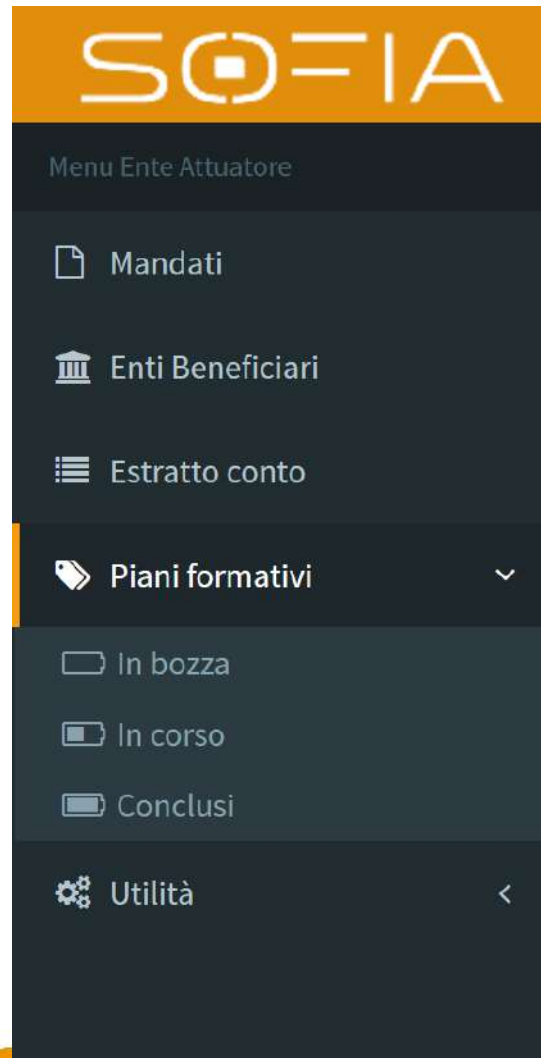 SOFIA
Menu Ente Attuatore
Mandati
Enti Beneficiari
Estratto conto
Piani formativi
In bozza
In corso
Conclusi
Utilità